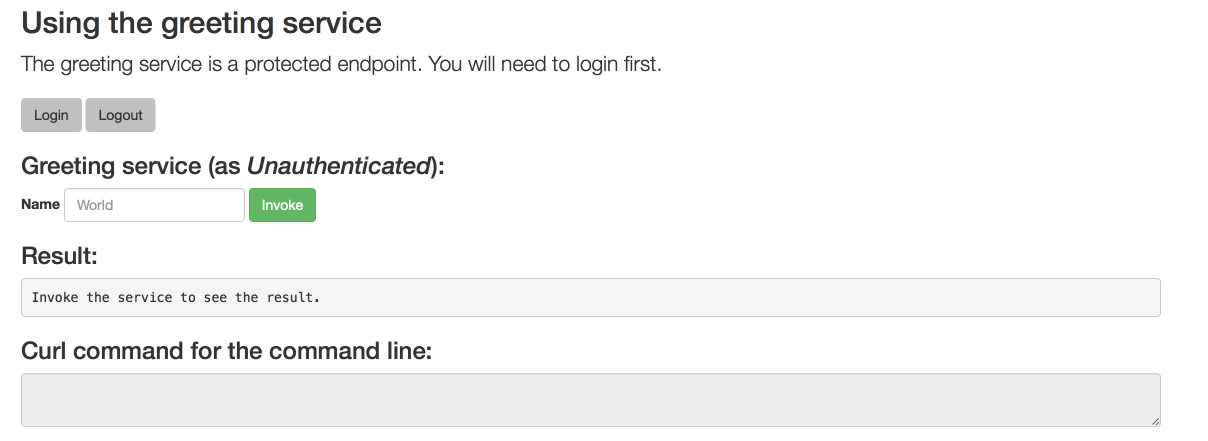 Using the greeting service
The greeting service is a protected endpoint. You will need to login first.
Login Logout
Greeting service (as Unauthenticated):
Name World Invoke
Result:
Invoke the service to see the result.
Curl command for the command line: